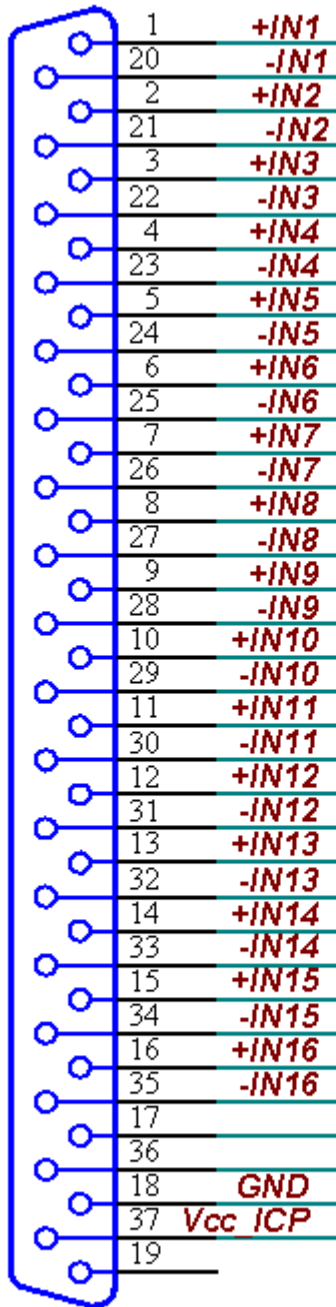 1 +IN1
20 -IN1
2 +IN2
21 -IN2
3 +IN3
22 -IN3
4 +IN4
23 -IN4
5 +IN5
24 -IN5
6 +IN6
25 -IN6
7 +IN7
26 -IN7
8 +IN8
27 -IN8
9 +IN9
28 -IN9
10 +IN10
29 -IN10
11 +IN11
30 -IN11
12 +IN12
31 -IN12
13 +IN13
32 -IN13
14 +IN14
33 -IN14
15 +IN15
34 -IN15
16 +IN16
35 -IN16
17
36
18 GND
37 Vcc_ICP
19